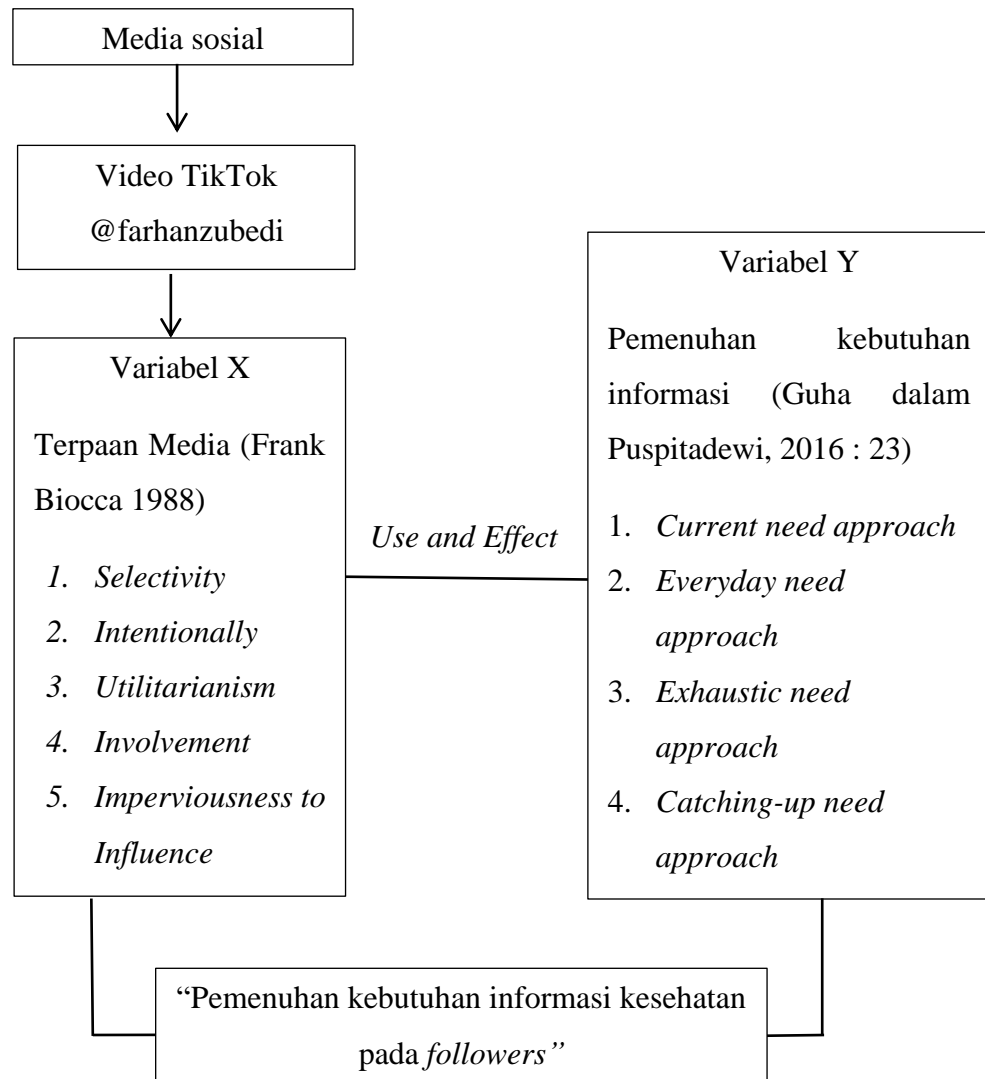 Media sosial
Video TikTok
@farhanzubedi
Variabel X
Terpaan Media (Frank
Biocca 1988)
1. Selectivity
2. Intentionally
3. Utilitarianism
4. Involvement
5. Imperviousness to
Influence
Use and Effect
Variabel Y
Pemenuhan kebutuhan
informasi (Guha dalam
Puspitadewi, 2016 : 23)
1. Current need approach
2. Everyday need
approach
3. Exhaustic need
approach
4. Catching-up need
approach
“Pemenuhan kebutuhan informasi kesehatan
pada followers”